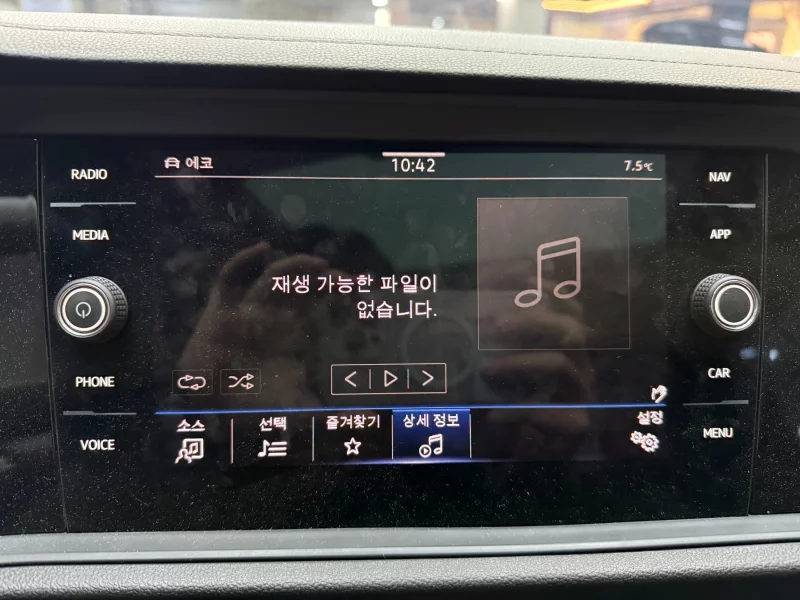 RADIO
MEDIA
PHONE
VOICE
에코
10:42
7.5℃
재생 가능한 파일이
없습니다.
소스
선택
즐겨찾기
상세 정보
설정
NAV
APP
CAR
MENU